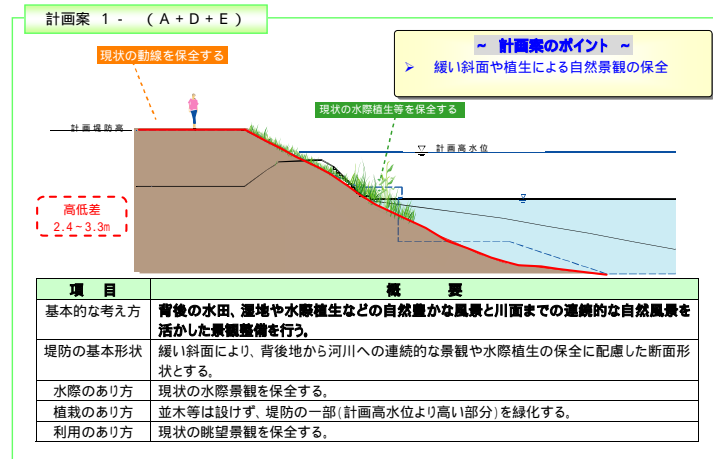 計画案 1- (A+D+E)
~ 計画案のポイント ~
➢ 緩い斜面や植生による自然景観の保全
現状の動線を保全する
現状の水際植生等を保全する
計画堤防高
計画高水位
高低差
2.4~3.3m
項 目 概 要
基本的な考え方 背後の水田、湿地や水際植生などの自然豊かな風景と川面までの連続的な自然風景を
活かした景観整備を行う。
堤防の基本形状 緩い斜面により、背後地から河川への連続的な景観や水際植生の保全に配慮した断面形
状とする。
水際のあり方 現状の水際景観を保全する。
植栽のあり方 並木等は設けず、堤防の一部(計画高水位より高い部分)を緑化する。
利用のあり方 現状の眺望景観を保全する。